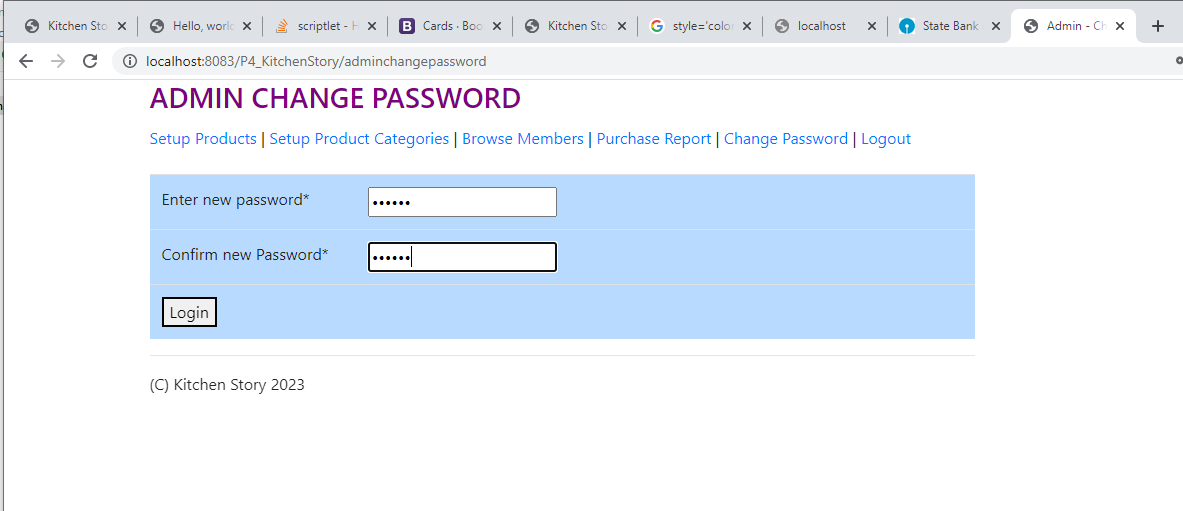 Kitchen Sto
Hello, worl
scriptlet - H
Cards · Boo
Kitchen Sto
style='color
localhost
State Bank
Admin - Ch
localhost:8083/P4_KitchenStory/adminchangepassword
ADMIN CHANGE PASSWORD
Setup Products | Setup Product Categories | Browse Members | Purchase Report | Change Password | Logout
Enter new password*
••••••
Confirm new Password*
••••••
Login
(C) Kitchen Story 2023